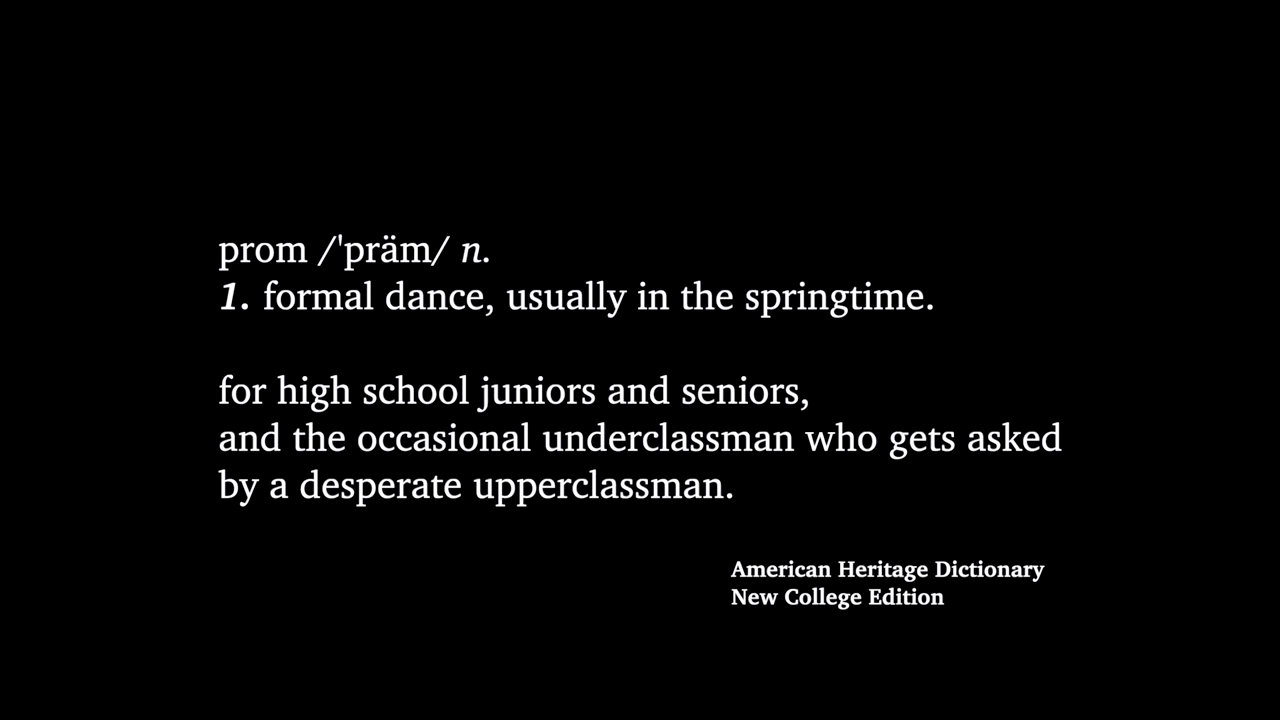 prom /ˈpräm/ n.
1. formal dance, usually in the springtime.
for high school juniors and seniors,
and the occasional underclassman who gets asked
by a desperate upperclassman.
American Heritage Dictionary
New College Edition